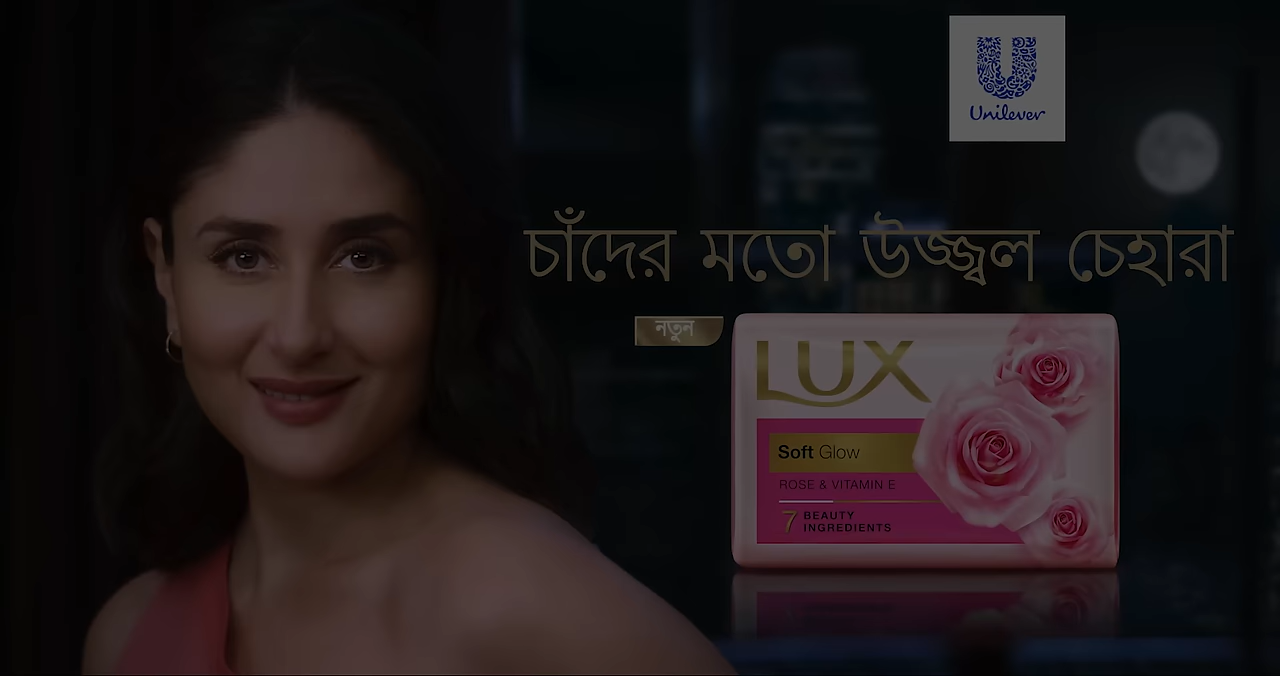 Unilever
চাঁদের মতো উজ্জ্বল চেহারা
নতুন
LUX
Soft Glow
ROSE & VITAMIN E
7 BEAUTY
INGREDIENTS